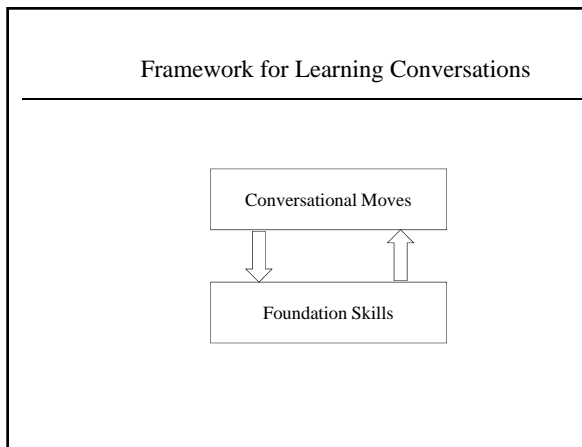 Framework for Learning Conversations
Conversational Moves
Foundation Skills